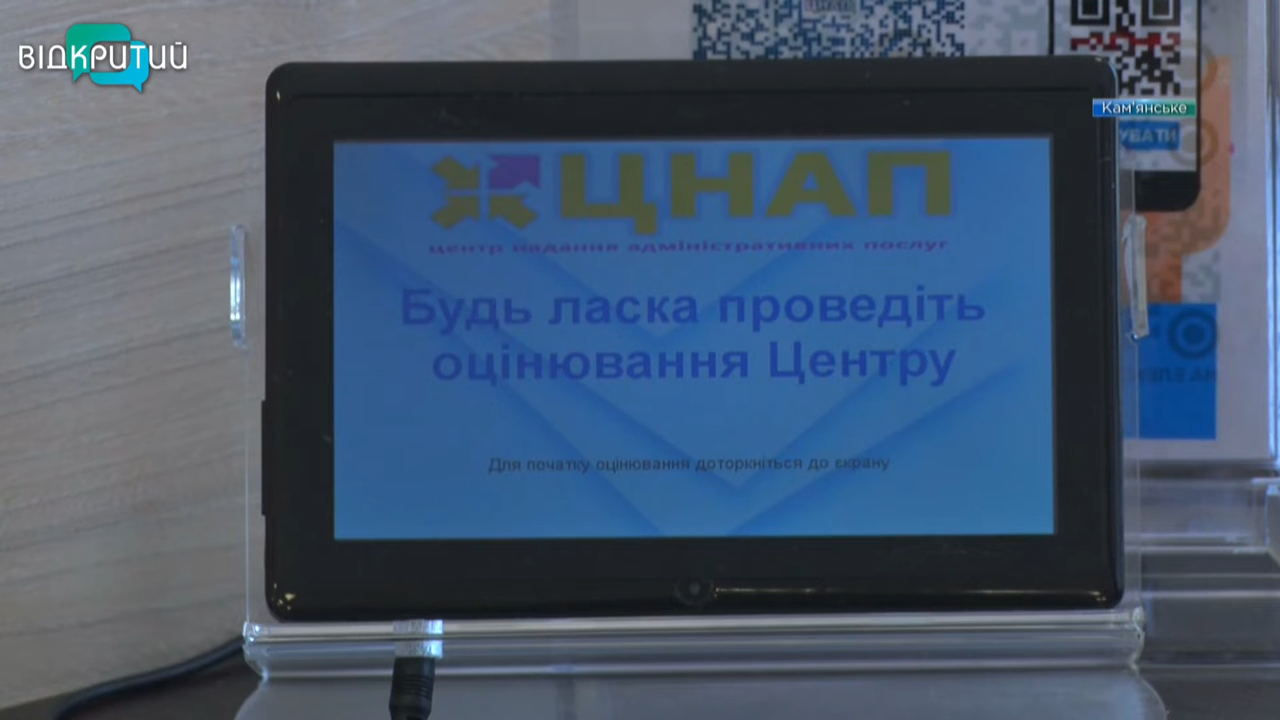 ВІДКРИТИЙ
Кам'янське
ЦНАП
центр надання адміністративних послуг
Будь ласка проведіть
оцінювання Центру
Для початку оцінювання доторкніться до екрану